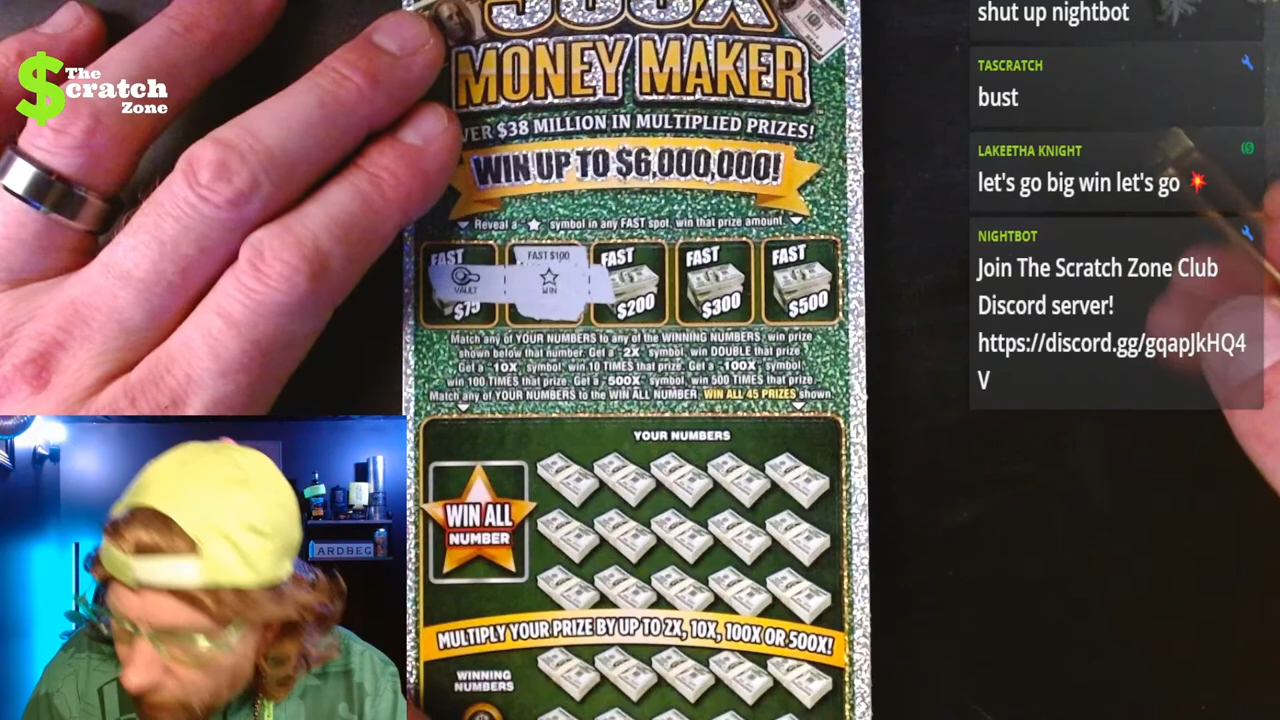 The
$cratch
Zone
500X
MONEY MAKER
OVER $38 MILLION IN MULTIPLIED PRIZES!
WIN UP TO $6,000,000!
Reveal a symbol in any FAST spot, win that prize amount.
FAST
VAULT
$75
FAST $100
WIN
FAST
$200
FAST
$300
FAST
$500
Match any of YOUR NUMBERS to any of the WINNING NUMBERS, win prize
shown below that number. Get a "2X" symbol, win DOUBLE that prize.
Get a "10X" symbol, win 10 TIMES that prize. Get a "100X" symbol,
win 100 TIMES that prize. Get a "500X" symbol, win 500 TIMES that prize.
Match any of YOUR NUMBERS to the WIN ALL NUMBER, WIN ALL 45 PRIZES shown.
YOUR NUMBERS
WIN ALL
NUMBER
MULTIPLY YOUR PRIZE BY UP TO 2X, 10X, 100X OR 500X!
WINNING
NUMBERS
ARDBEG
shut up nightbot
TASCRATCH
bust
LAKEETHA KNIGHT
let's go big win let's go 💥
NIGHTBOT
Join The Scratch Zone Club
Discord server!
https://discord.gg/gqapJkHQ4
V